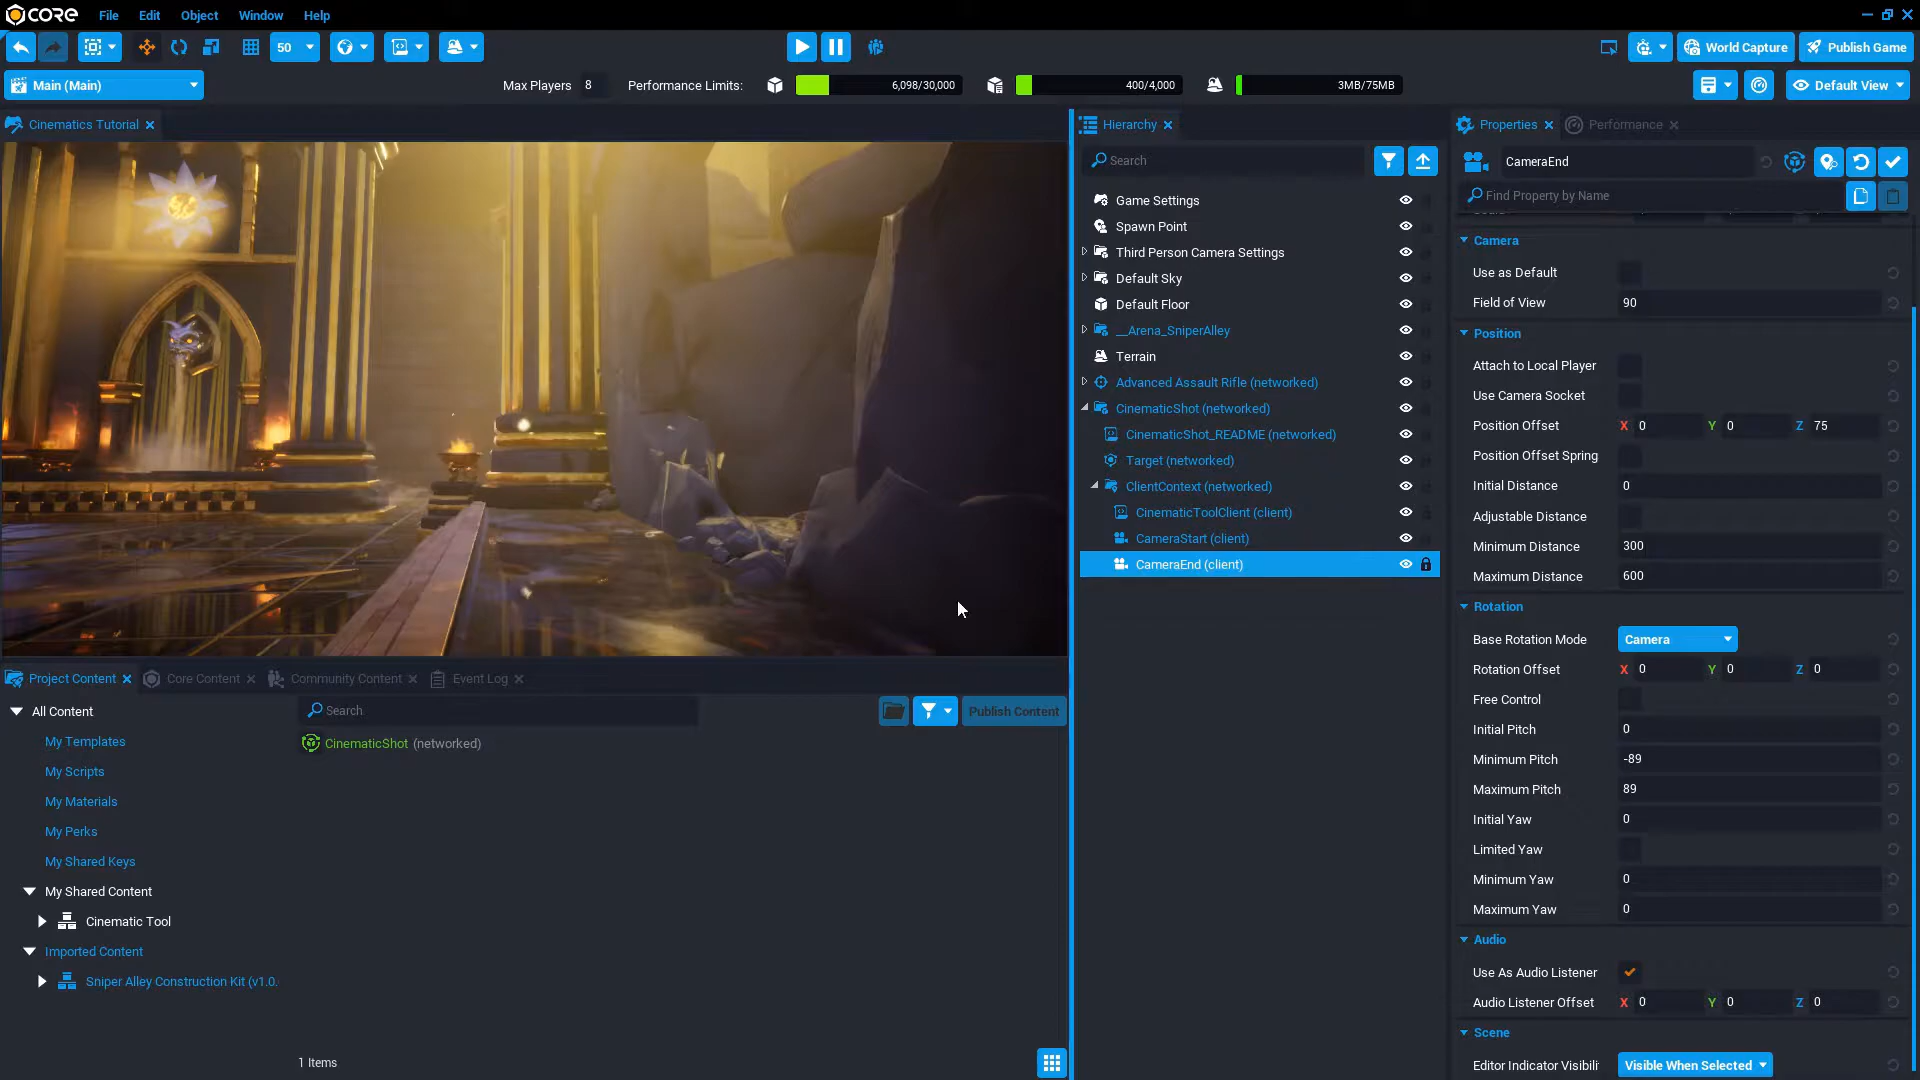 CORE
File Edit Object Window Help
50
World Capture
Publish Game
Main (Main)
Max Players 8
Performance Limits:
6,098/30,000
400/4,000
3MB/75MB
Default View
Cinematics Tutorial
Hierarchy
Search
Game Settings
Spawn Point
Third Person Camera Settings
Default Sky
Default Floor
__Arena_SniperAlley
Terrain
Advanced Assault Rifle (networked)
CinematicShot (networked)
CinematicShot_README (networked)
Target (networked)
ClientContext (networked)
CinematicToolClient (client)
CameraStart (client)
CameraEnd (client)
Properties
Performance
CameraEnd
Find Property by Name
Camera
Use as Default
Field of View 90
Position
Attach to Local Player
Use Camera Socket
Position Offset X 0 Y 0 Z 75
Position Offset Spring
Initial Distance 0
Adjustable Distance
Minimum Distance 300
Maximum Distance 600
Rotation
Base Rotation Mode Camera
Rotation Offset X 0 Y 0 Z 0
Free Control
Initial Pitch 0
Minimum Pitch -89
Maximum Pitch 89
Initial Yaw 0
Limited Yaw
Minimum Yaw 0
Maximum Yaw 0
Audio
Use As Audio Listener
Audio Listener Offset X 0 Y 0 Z 0
Scene
Editor Indicator Visibili Visible When Selected
Project Content
Core Content
Community Content
Event Log
All Content
My Templates
My Scripts
My Materials
My Perks
My Shared Keys
My Shared Content
Cinematic Tool
Imported Content
Sniper Alley Construction Kit (v1.0.
Search
Publish Content
CinematicShot (networked)
1 Items